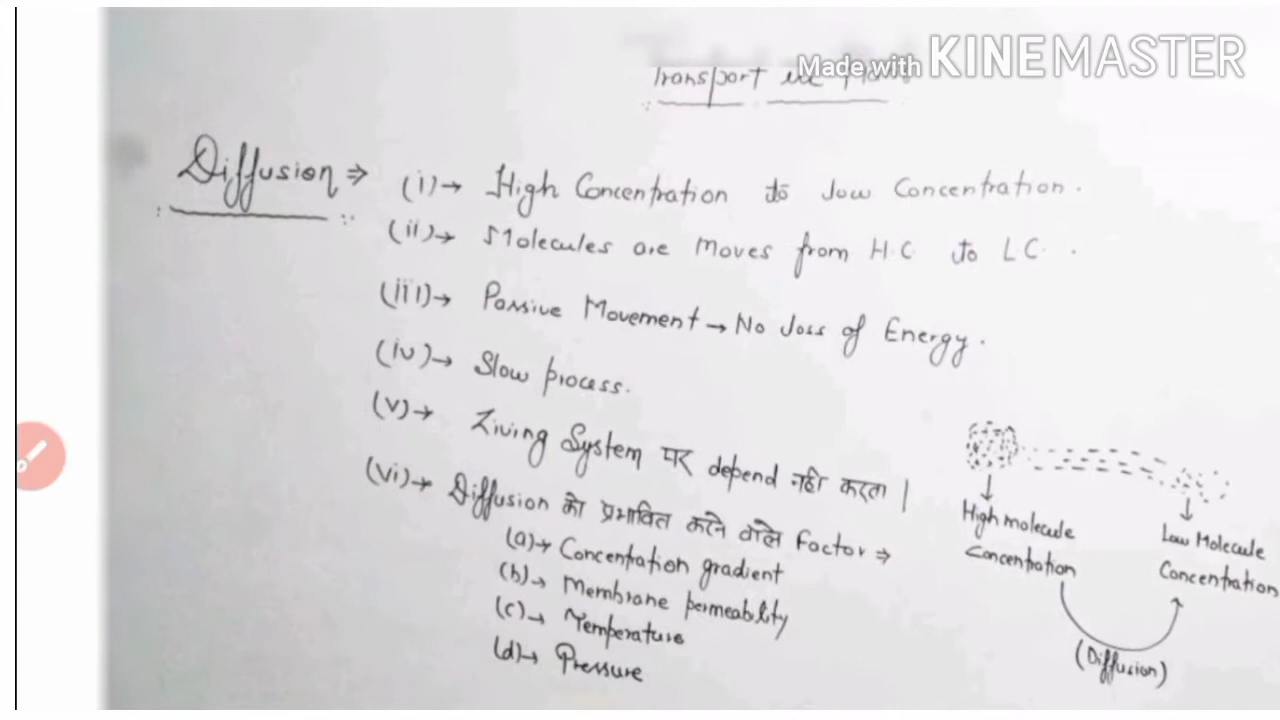 Made with KINEMASTER
Transport in
Diffusion ⇒ (i)→ High Concentration to low Concentration.
(ii)→ Molecules are moves from H.C to L C.
(iii)→ Passive Movement → No loss of Energy.
(iv)→ Slow process.
(v)→ Living System पर depend नही करता |
(vi)→ Diffusion को प्रभावित करने वाले factor ⇒
(a)→ Concentration gradient
(b)→ Membrane permeability
(c)→ Temperature
(d)→ Pressure
High molecule
Concentration
Low Molecule
Concentration
(Diffusion)